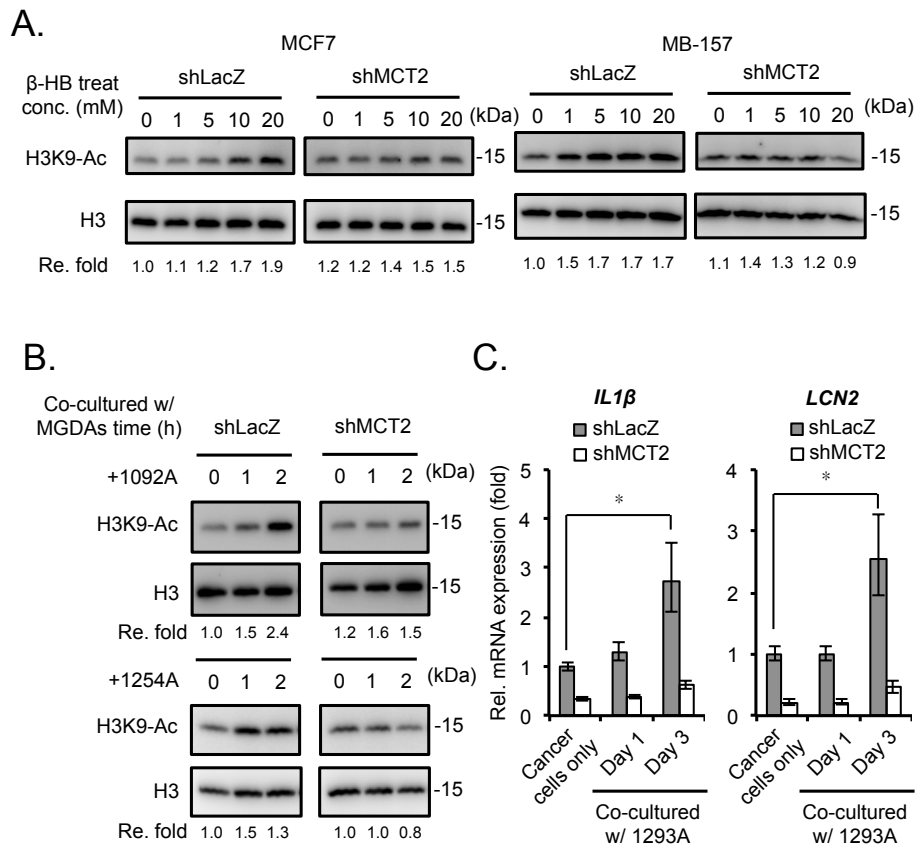 A.
MCF7
MB-157
β-HB treat
conc. (mM)
shLacZ
shMCT2
shLacZ
shMCT2
0 1 5 10 20
0 1 5 10 20
(kDa)
0 1 5 10 20
0 1 5 10 20
(kDa)
H3K9-Ac
-15
-15
H3
-15
-15
Re. fold
1.0 1.1 1.2 1.7 1.9
1.2 1.2 1.4 1.5 1.5
1.0 1.5 1.7 1.7 1.7
1.1 1.4 1.3 1.2 0.9
B.
Co-cultured w/
MGDAs time (h)
shLacZ
shMCT2
+1092A
0 1 2
0 1 2
(kDa)
H3K9-Ac
-15
H3
-15
Re. fold
1.0 1.5 2.4
1.2 1.6 1.5
+1254A
0 1 2
0 1 2
(kDa)
H3K9-Ac
-15
H3
-15
Re. fold
1.0 1.5 1.3
1.0 1.0 0.8
C.
IL1β
shLacZ
shMCT2
Rel. mRNA expression (fold)
5
4
3
2
1
0
*
Cancer
cells only
Day 1
Day 3
Co-cultured
w/ 1293A
LCN2
shLacZ
shMCT2
4
3
2
1
0
*
Cancer
cells only
Day 1
Day 3
Co-cultured
w/ 1293A